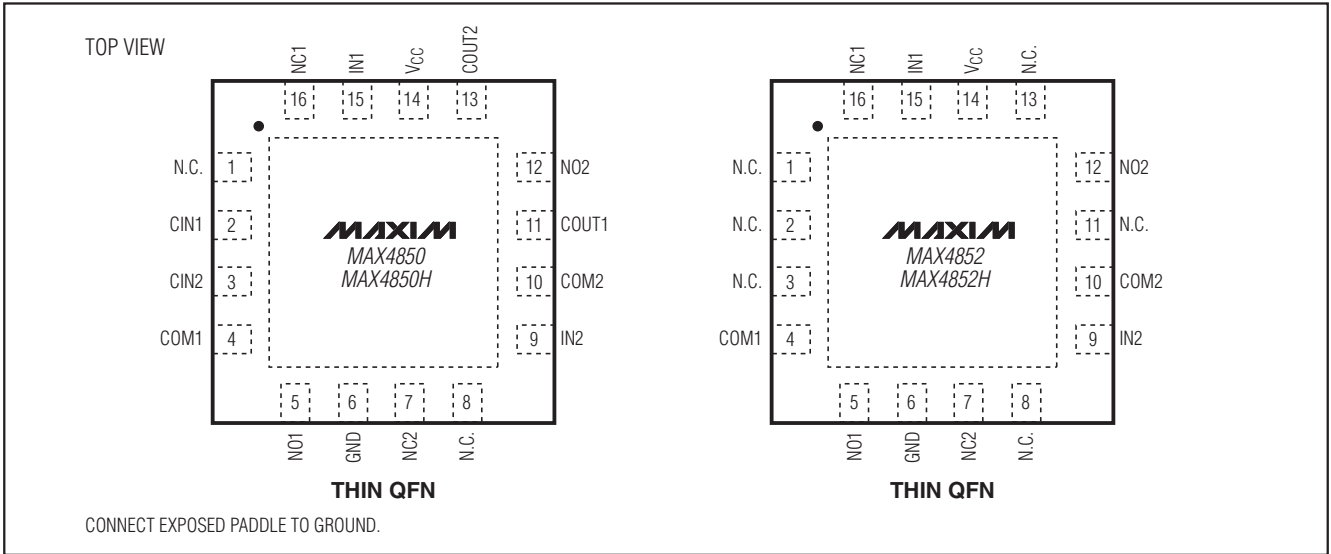 TOP VIEW
NC1
IN1
VCC
COUT2
16
15
14
13
N.C. 1
CIN1 2
CIN2 3
COM1 4
MAXIM
MAX4850
MAX4850H
12 NO2
11 COUT1
10 COM2
9 IN2
5
6
7
8
NO1
GND
NC2
N.C.
THIN QFN
NC1
IN1
VCC
N.C.
16
15
14
13
N.C. 1
N.C. 2
N.C. 3
COM1 4
MAXIM
MAX4852
MAX4852H
12 NO2
11 N.C.
10 COM2
9 IN2
5
6
7
8
NO1
GND
NC2
N.C.
THIN QFN
CONNECT EXPOSED PADDLE TO GROUND.